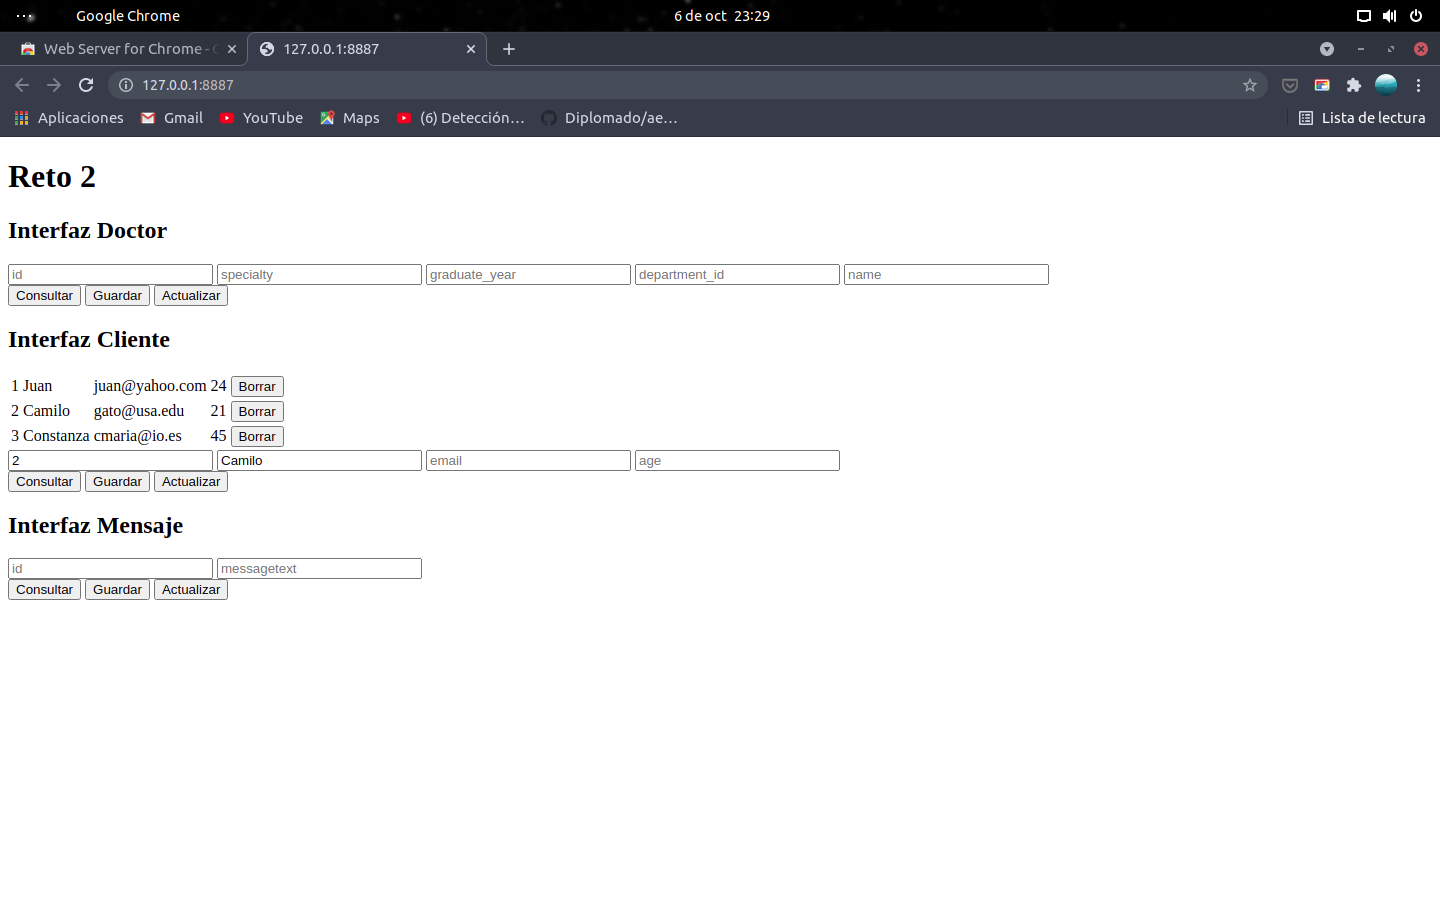 Google Chrome 6 de oct 23:29
Web Server for Chrome - 127.0.0.1:8887
127.0.0.1:8887
Aplicaciones Gmail YouTube Maps (6) Detección… Diplomado/ae… Lista de lectura
Reto 2
Interfaz Doctor
id specialty graduate_year department_id name
Consultar Guardar Actualizar
Interfaz Cliente
1 Juan juan@yahoo.com 24 Borrar
2 Camilo gato@usa.edu 21 Borrar
3 Constanza cmaria@io.es 45 Borrar
2 Camilo email age
Consultar Guardar Actualizar
Interfaz Mensaje
id messagetext
Consultar Guardar Actualizar